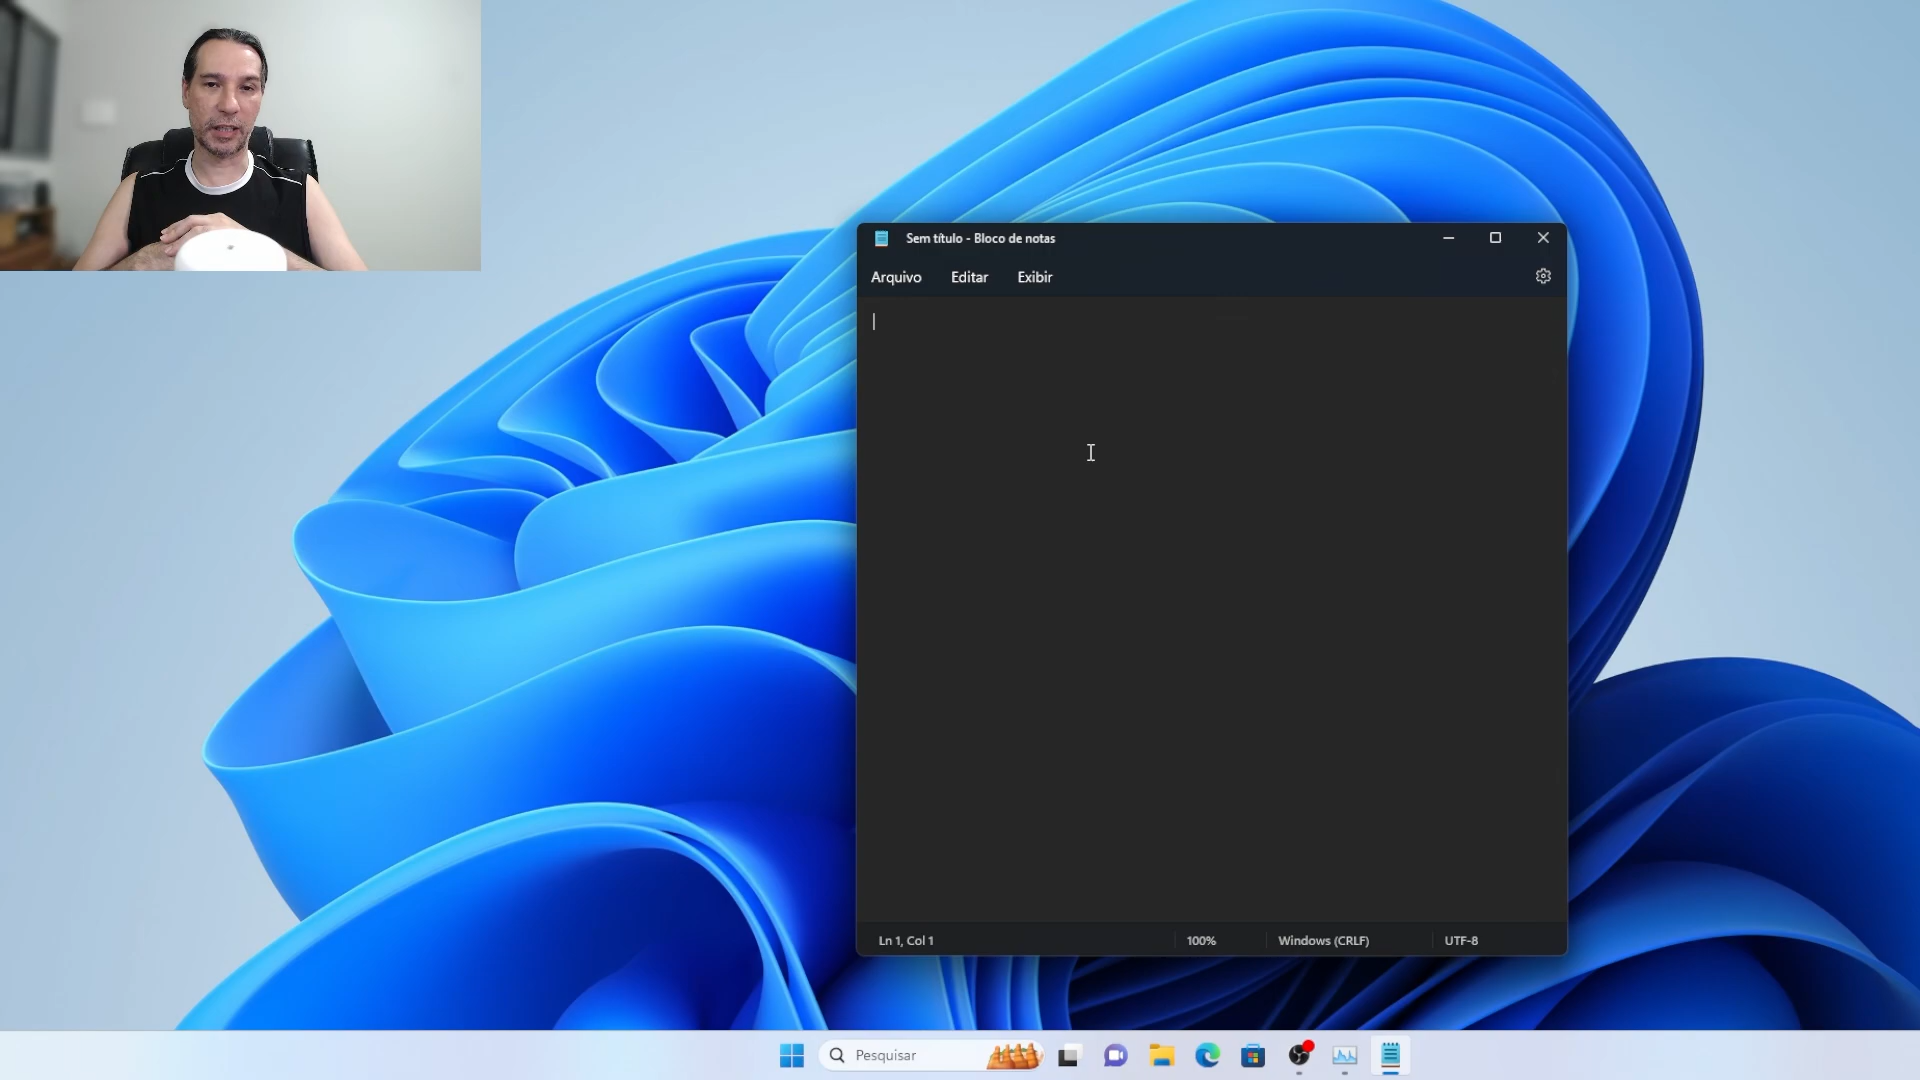 Sem título - Bloco de notas
Arquivo Editar Exibir
Ln 1, Col 1 100% Windows (CRLF) UTF-8
Pesquisar